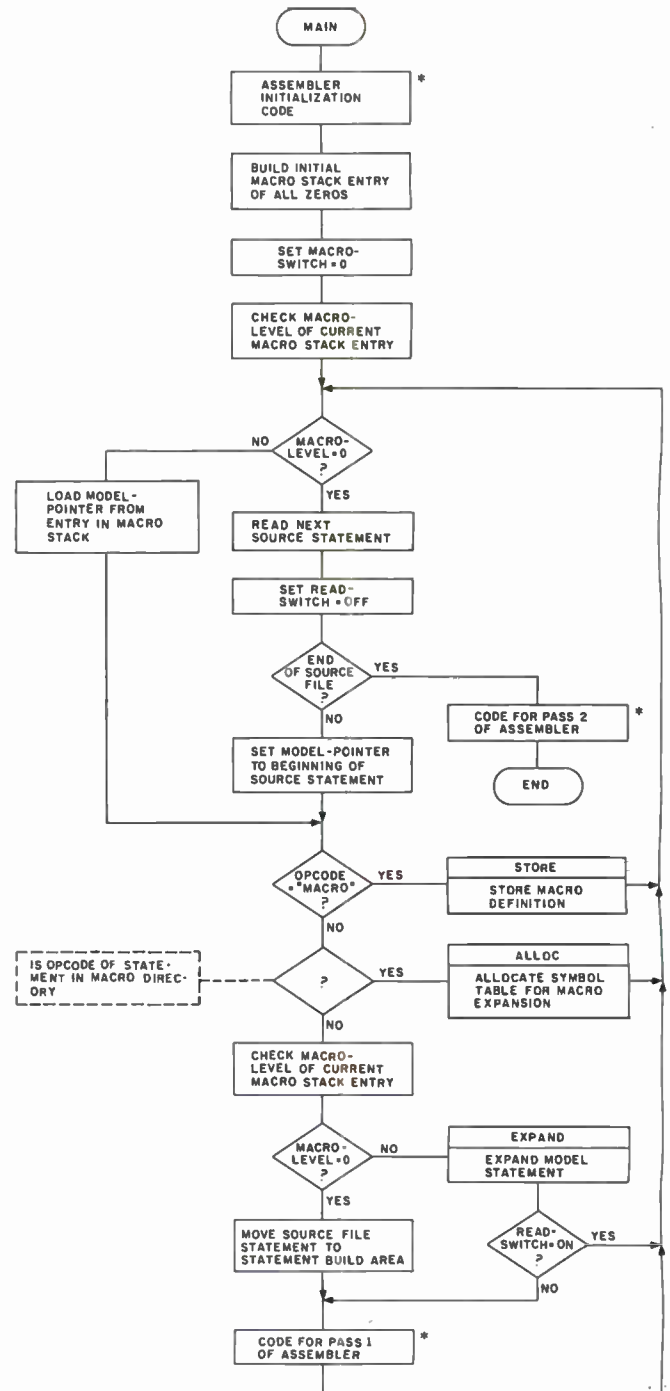 MAIN
ASSEMBLER
INITIALIZATION
CODE
*
BUILD INITIAL
MACRO STACK ENTRY
OF ALL ZEROS
SET MACRO-
SWITCH=0
CHECK MACRO-
LEVEL OF CURRENT
MACRO STACK ENTRY
NO
MACRO-
LEVEL=0
?
YES
LOAD MODEL-
POINTER FROM
ENTRY IN MACRO
STACK
READ NEXT
SOURCE STATEMENT
SET READ-
SWITCH=OFF
END
OF SOURCE
FILE
?
YES
NO
CODE FOR PASS 2
OF ASSEMBLER
*
END
SET MODEL-POINTER
TO BEGINNING OF
SOURCE STATEMENT
OPCODE
="MACRO"
?
YES
NO
STORE
STORE MACRO
DEFINITION
IS OPCODE OF STATE-
MENT IN MACRO DIREC-
ORY
?
YES
NO
ALLOC
ALLOCATE SYMBOL
TABLE FOR MACRO
EXPANSION
CHECK MACRO-
LEVEL OF CURRENT
MACRO STACK ENTRY
MACRO-
LEVEL=0
?
NO
YES
EXPAND
EXPAND MODEL
STATEMENT
READ-
SWITCH=ON
?
YES
NO
MOVE SOURCE FILE
STATEMENT TO
STATEMENT BUILD AREA
CODE FOR PASS 1
OF ASSEMBLER
*